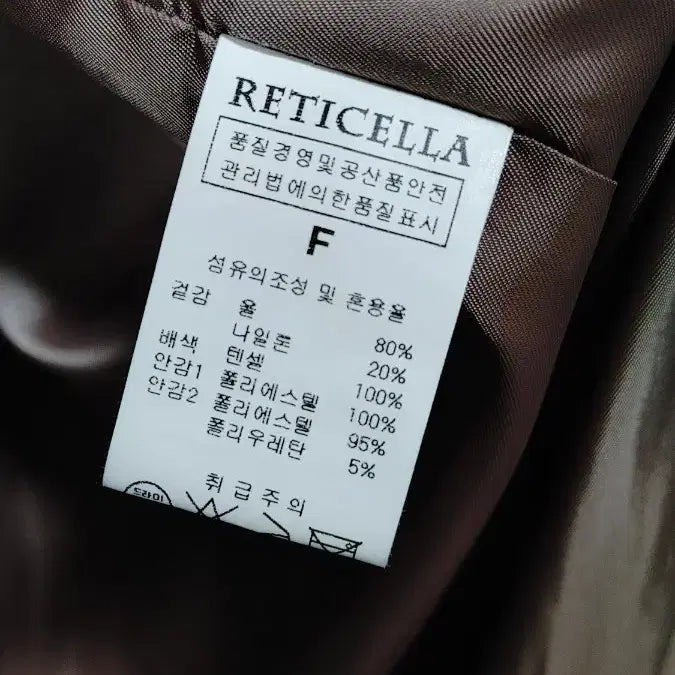 RETICELLA
품질경영및공산품안전
관리법에의한품질표시
F
섬유의조성 및 혼용율
겉감 울 80%
나일론 20%
배색 텐셀 100%
안감1 폴리에스텔 100%
안감2 폴리에스텔 95%
폴리우레탄 5%
취급주의
드라이